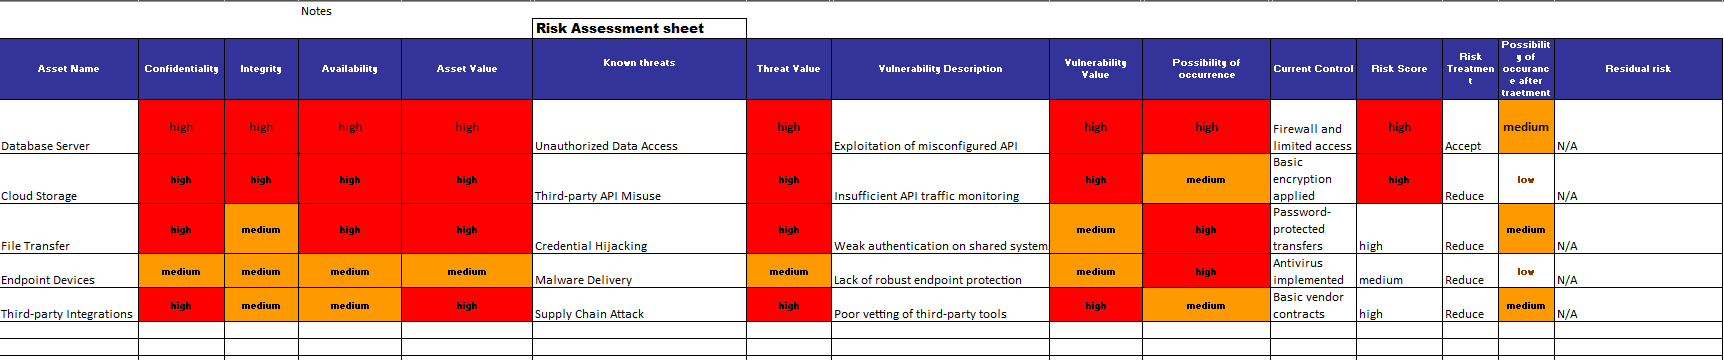 Notes
Risk Assessment sheet
Asset Name Confidentiality Integrity Availability Asset Value Known threats Threat Value Vulnerability Description Vulnerability Value Possibility of occurrence Current Control Risk Score Risk Treatmen t Possibilit y of occuranc e after traetment Residual risk
Database Server high high high high Unauthorized Data Access high Exploitation of misconfigured API high high Firewall and limited access high Accept medium N/A
Cloud Storage high high high high Third-party API Misuse high Insufficient API traffic monitoring high medium Basic encryption applied high Reduce low N/A
File Transfer high medium high high Credential Hijacking high Weak authentication on shared system medium high Password-protected transfers high Reduce medium N/A
Endpoint Devices medium medium medium medium Malware Delivery medium Lack of robust endpoint protection medium high Antivirus implemented medium Reduce low N/A
Third-party Integrations high medium medium high Supply Chain Attack high Poor vetting of third-party tools high medium Basic vendor contracts high Reduce medium N/A